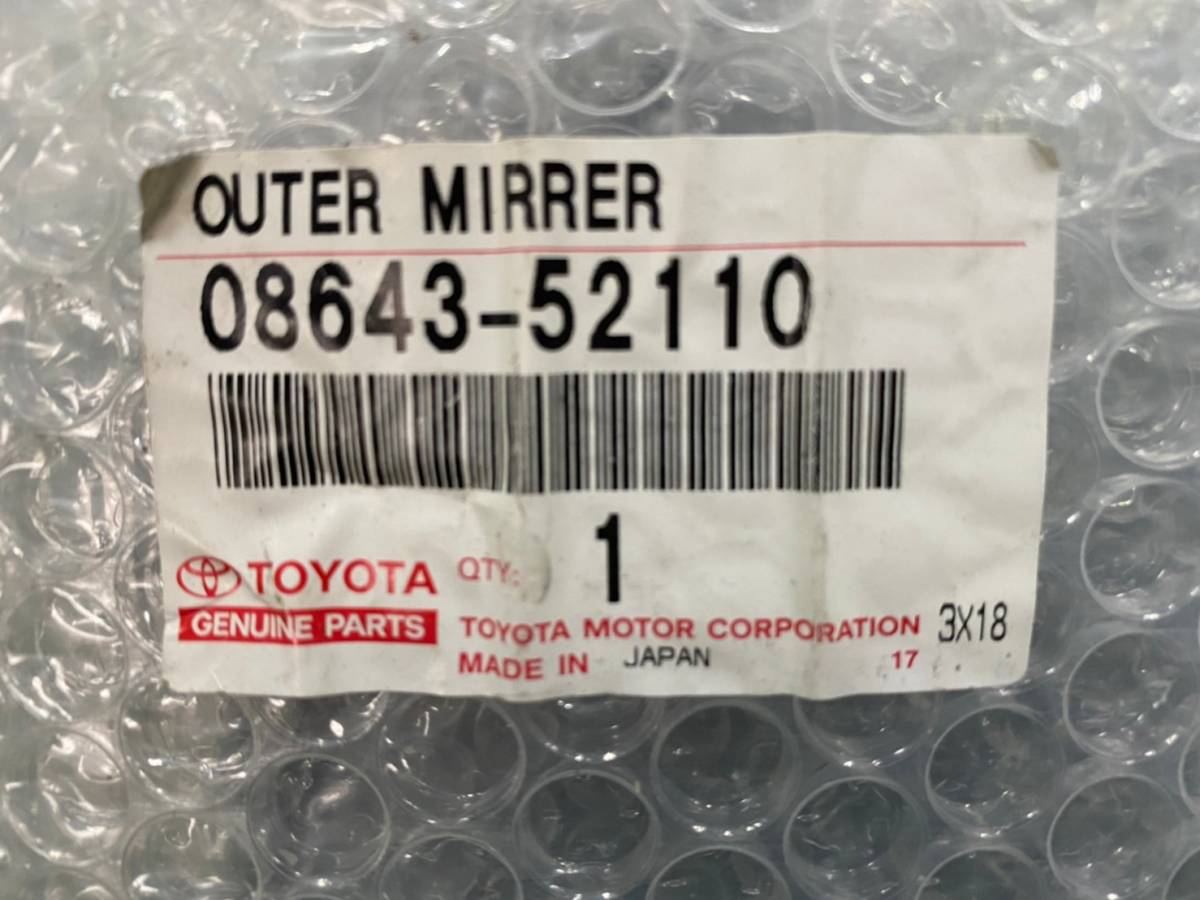 OUTER MIRRER
08643-52110
1
TOYOTA QTY:
GENUINE PARTS
TOYOTA MOTOR CORPORATION 3X18
MADE IN JAPAN 17